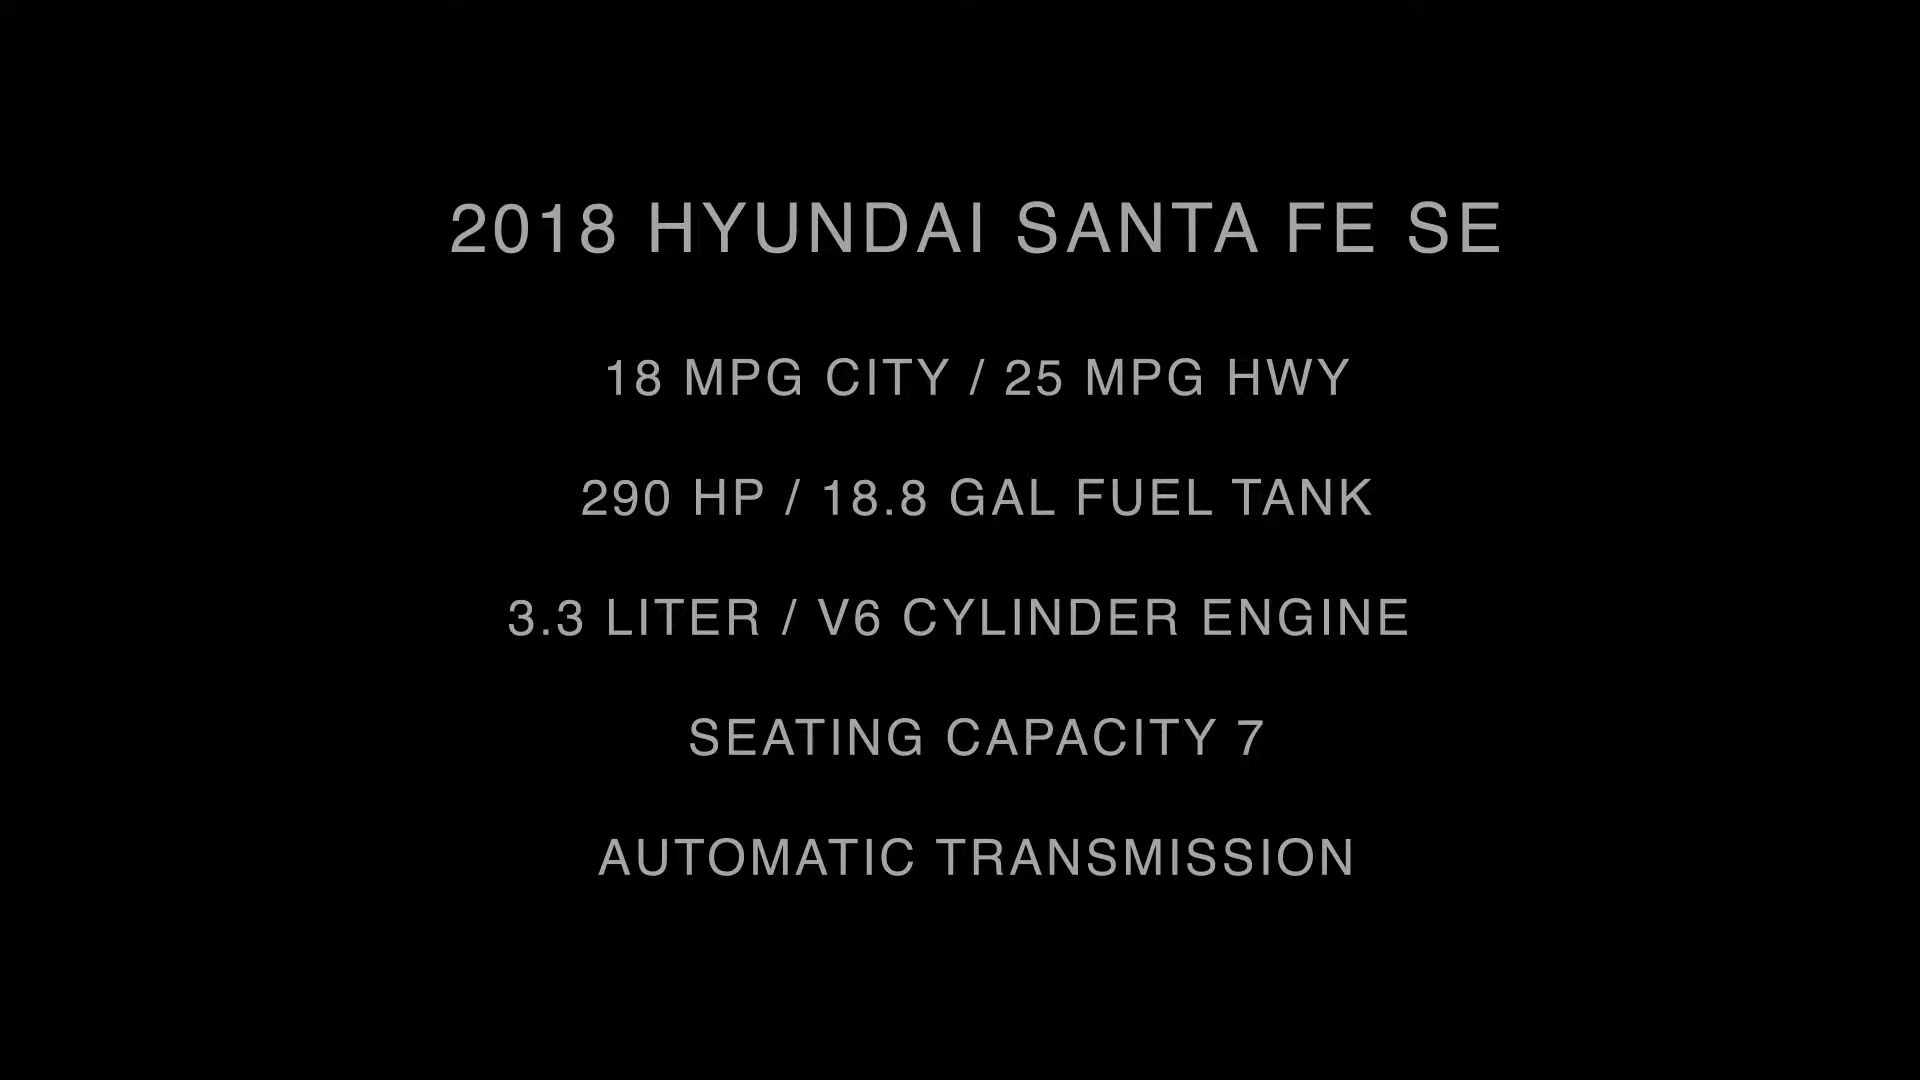 2018 HYUNDAI SANTA FE SE
18 MPG CITY / 25 MPG HWY
290 HP / 18.8 GAL FUEL TANK
3.3 LITER / V6 CYLINDER ENGINE
SEATING CAPACITY 7
AUTOMATIC TRANSMISSION